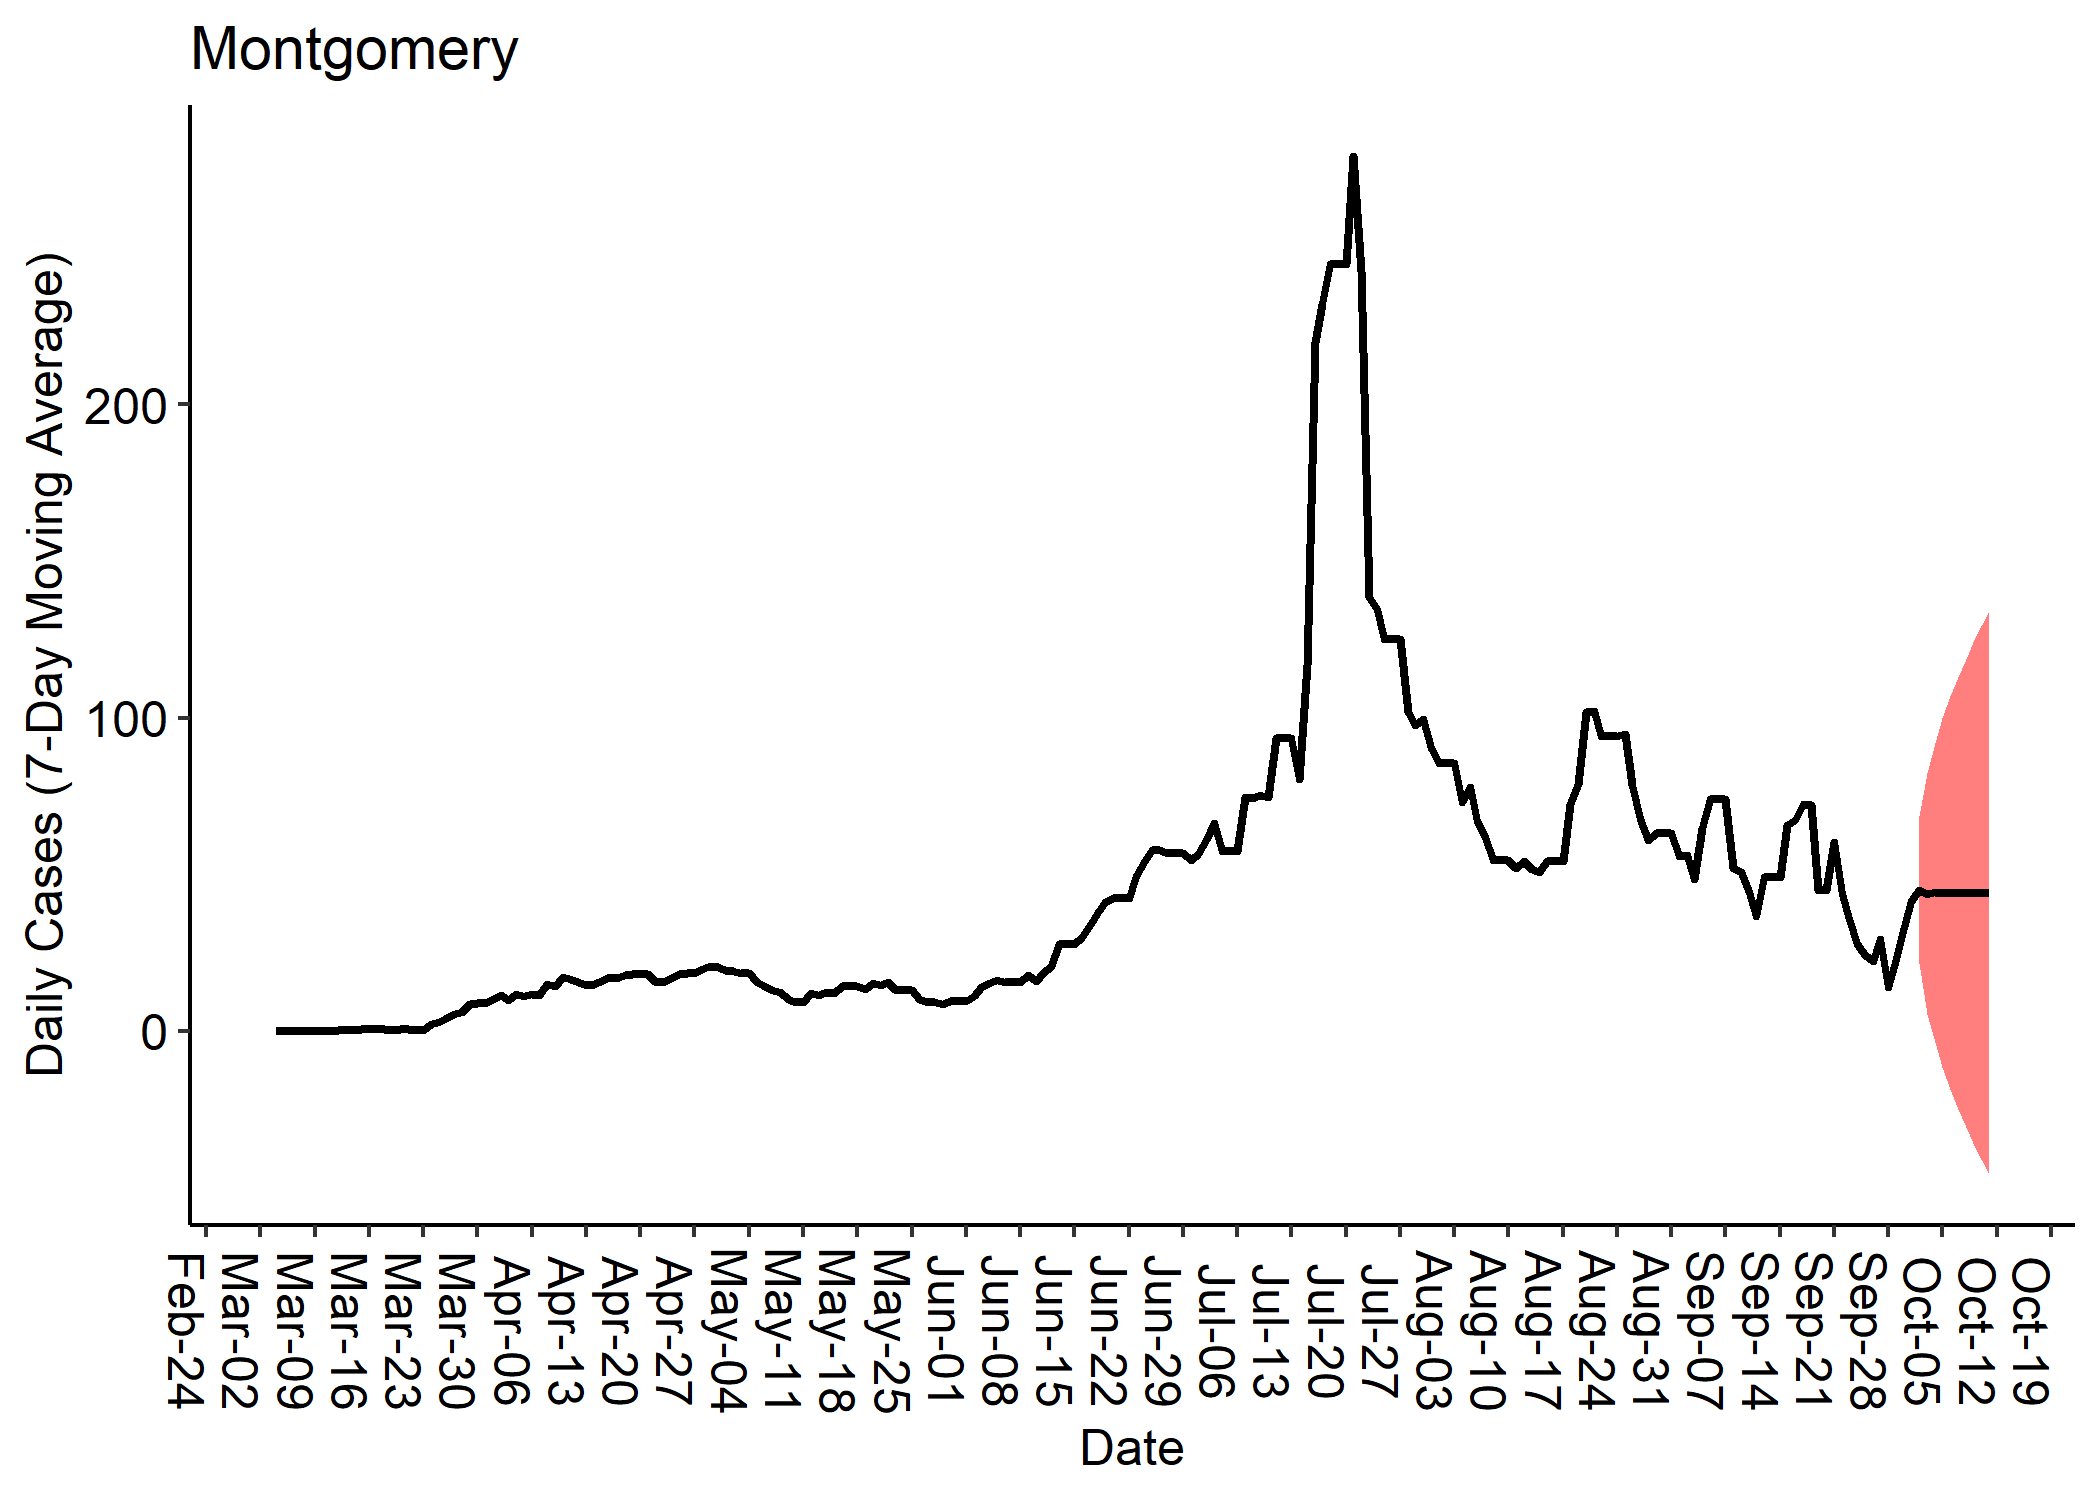 Montgomery
Daily Cases (7-Day Moving Average)
200
100
0
Feb-24
Mar-02
Mar-09
Mar-16
Mar-23
Mar-30
Apr-06
Apr-13
Apr-20
Apr-27
May-04
May-11
May-18
May-25
Jun-01
Jun-08
Jun-15
Jun-22
Jun-29
Jul-06
Jul-13
Jul-20
Jul-27
Aug-03
Aug-10
Aug-17
Aug-24
Aug-31
Sep-07
Sep-14
Sep-21
Sep-28
Oct-05
Oct-12
Oct-19
Date